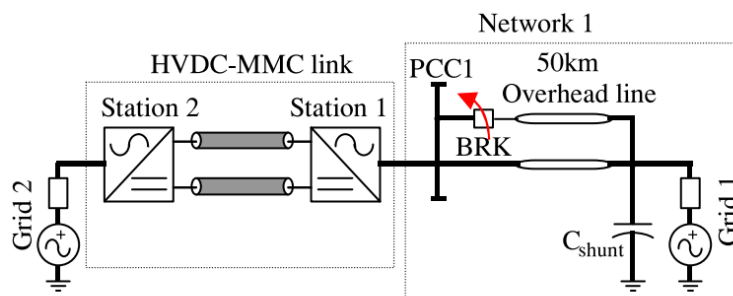 Network 1
HVDC-MMC link
PCC1
50km
Overhead line
Station 2
Station 1
BRK
Grid 2
Grid 1
Cshunt
+
+